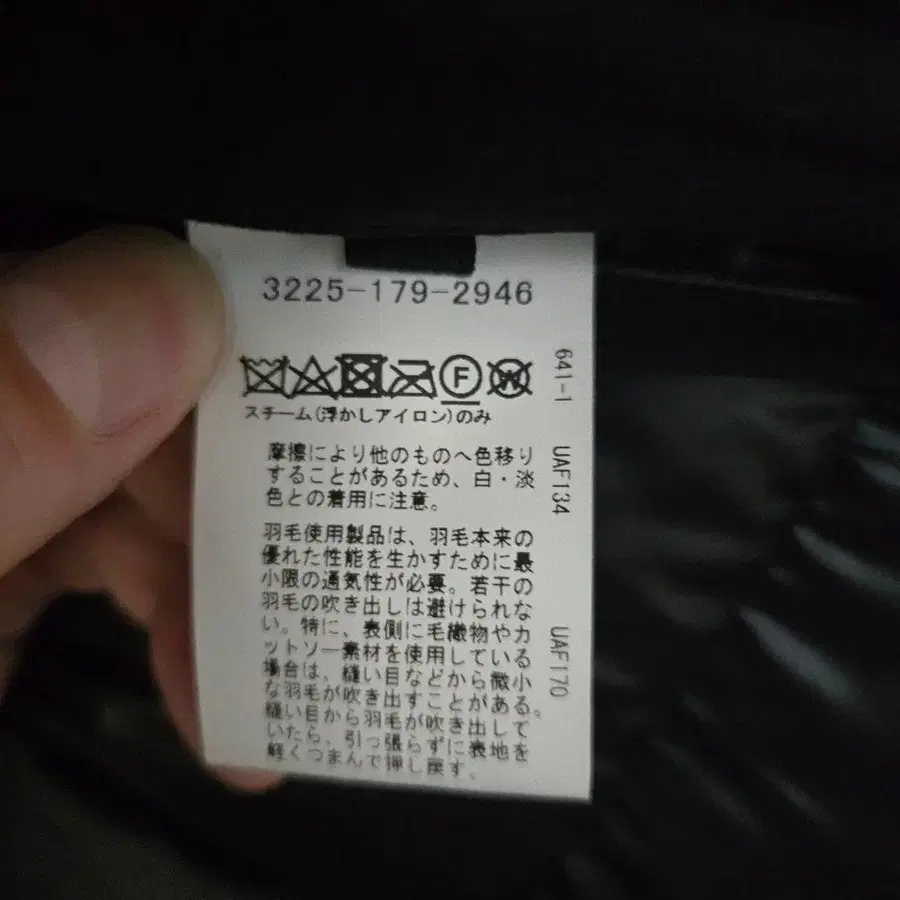 3225-179-2946
F
W
スチーム(浮かしアイロン)のみ
摩擦により他のものへ色移り
することがあるため、白・淡
色との着用に注意。
羽毛使用製品は、羽毛本来の
優れた性能を生かすために最
小限の通気性が必要。若干の
羽毛の吹き出しは避けられな
い。特に、表側に毛織物やカ
ットソー素材を使用している
場合は、縫い目などから微小
な羽毛が吹き出すことがある。
縫い目から羽毛が吹き出して
いたら、引っ張らずに表地を
軽くつまんで押し戻す。
641-1
UAF134
UAF170